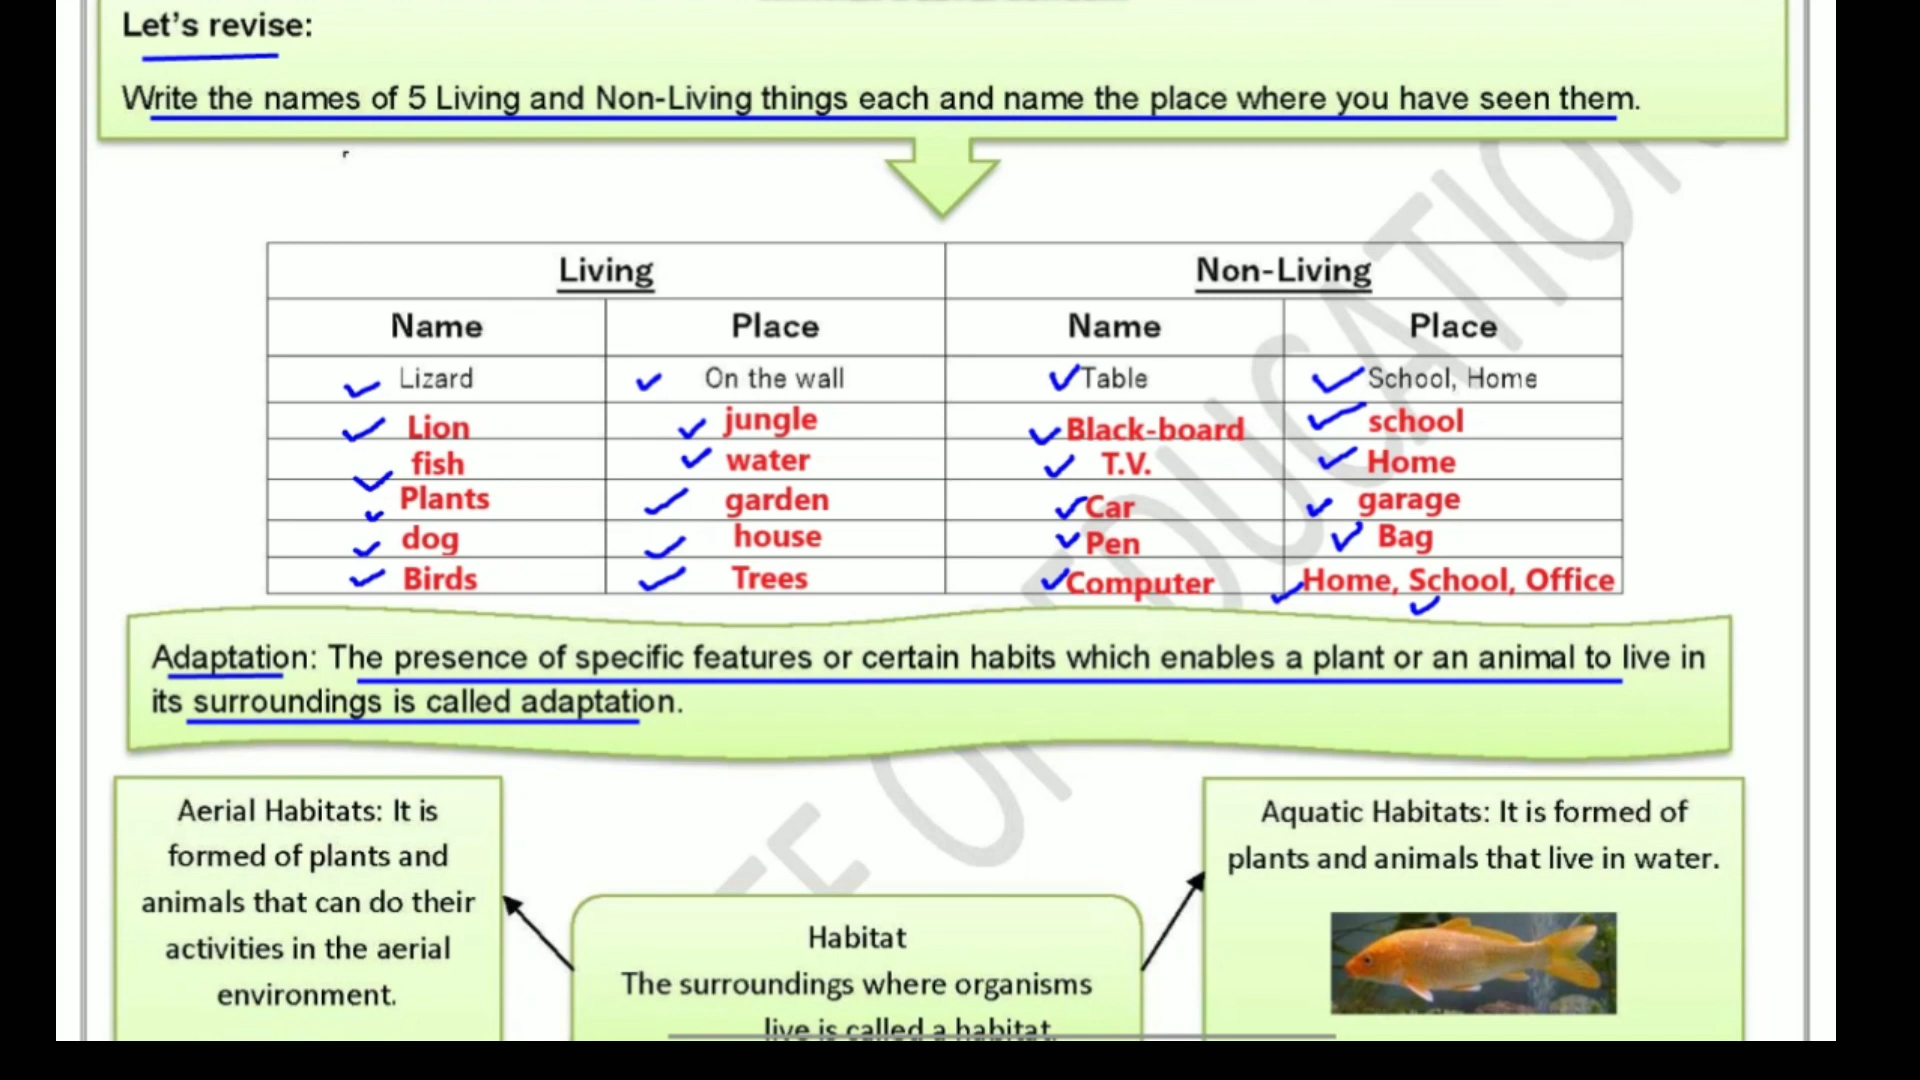 Let's revise:
Write the names of 5 Living and Non-Living things each and name the place where you have seen them.
Living Non-Living
Name Place Name Place
Lizard On the wall Table School, Home
Lion jungle Black-board school
fish water T.V. Home
Plants garden Car garage
dog house Pen Bag
Birds Trees Computer Home, School, Office
Adaptation: The presence of specific features or certain habits which enables a plant or an animal to live in
its surroundings is called adaptation.
Aerial Habitats: It is
formed of plants and
animals that can do their
activities in the aerial
environment.
Habitat
The surroundings where organisms
live is called a habitat
Aquatic Habitats: It is formed of
plants and animals that live in water.
OF EDUCATION